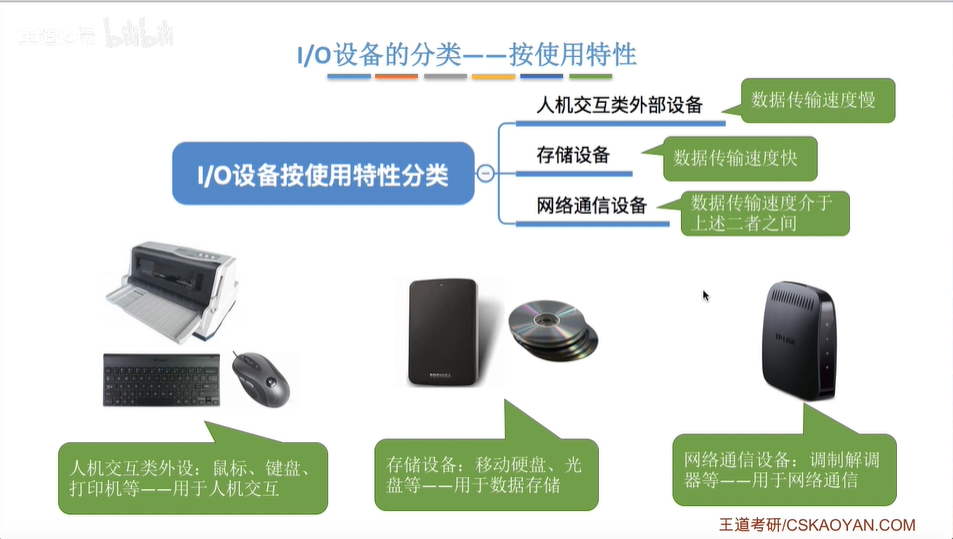 bilibili
I/O设备的分类——按使用特性
人机交互类外部设备
数据传输速度慢
I/O设备按使用特性分类
存储设备
数据传输速度快
网络通信设备
数据传输速度介于
上述二者之间
TP-LINK
人机交互类外设：鼠标、键盘、
打印机等——用于人机交互
存储设备：移动硬盘、光
盘等——用于数据存储
网络通信设备：调制解调
器等——用于网络通信
王道考研/CSKAOYAN.COM